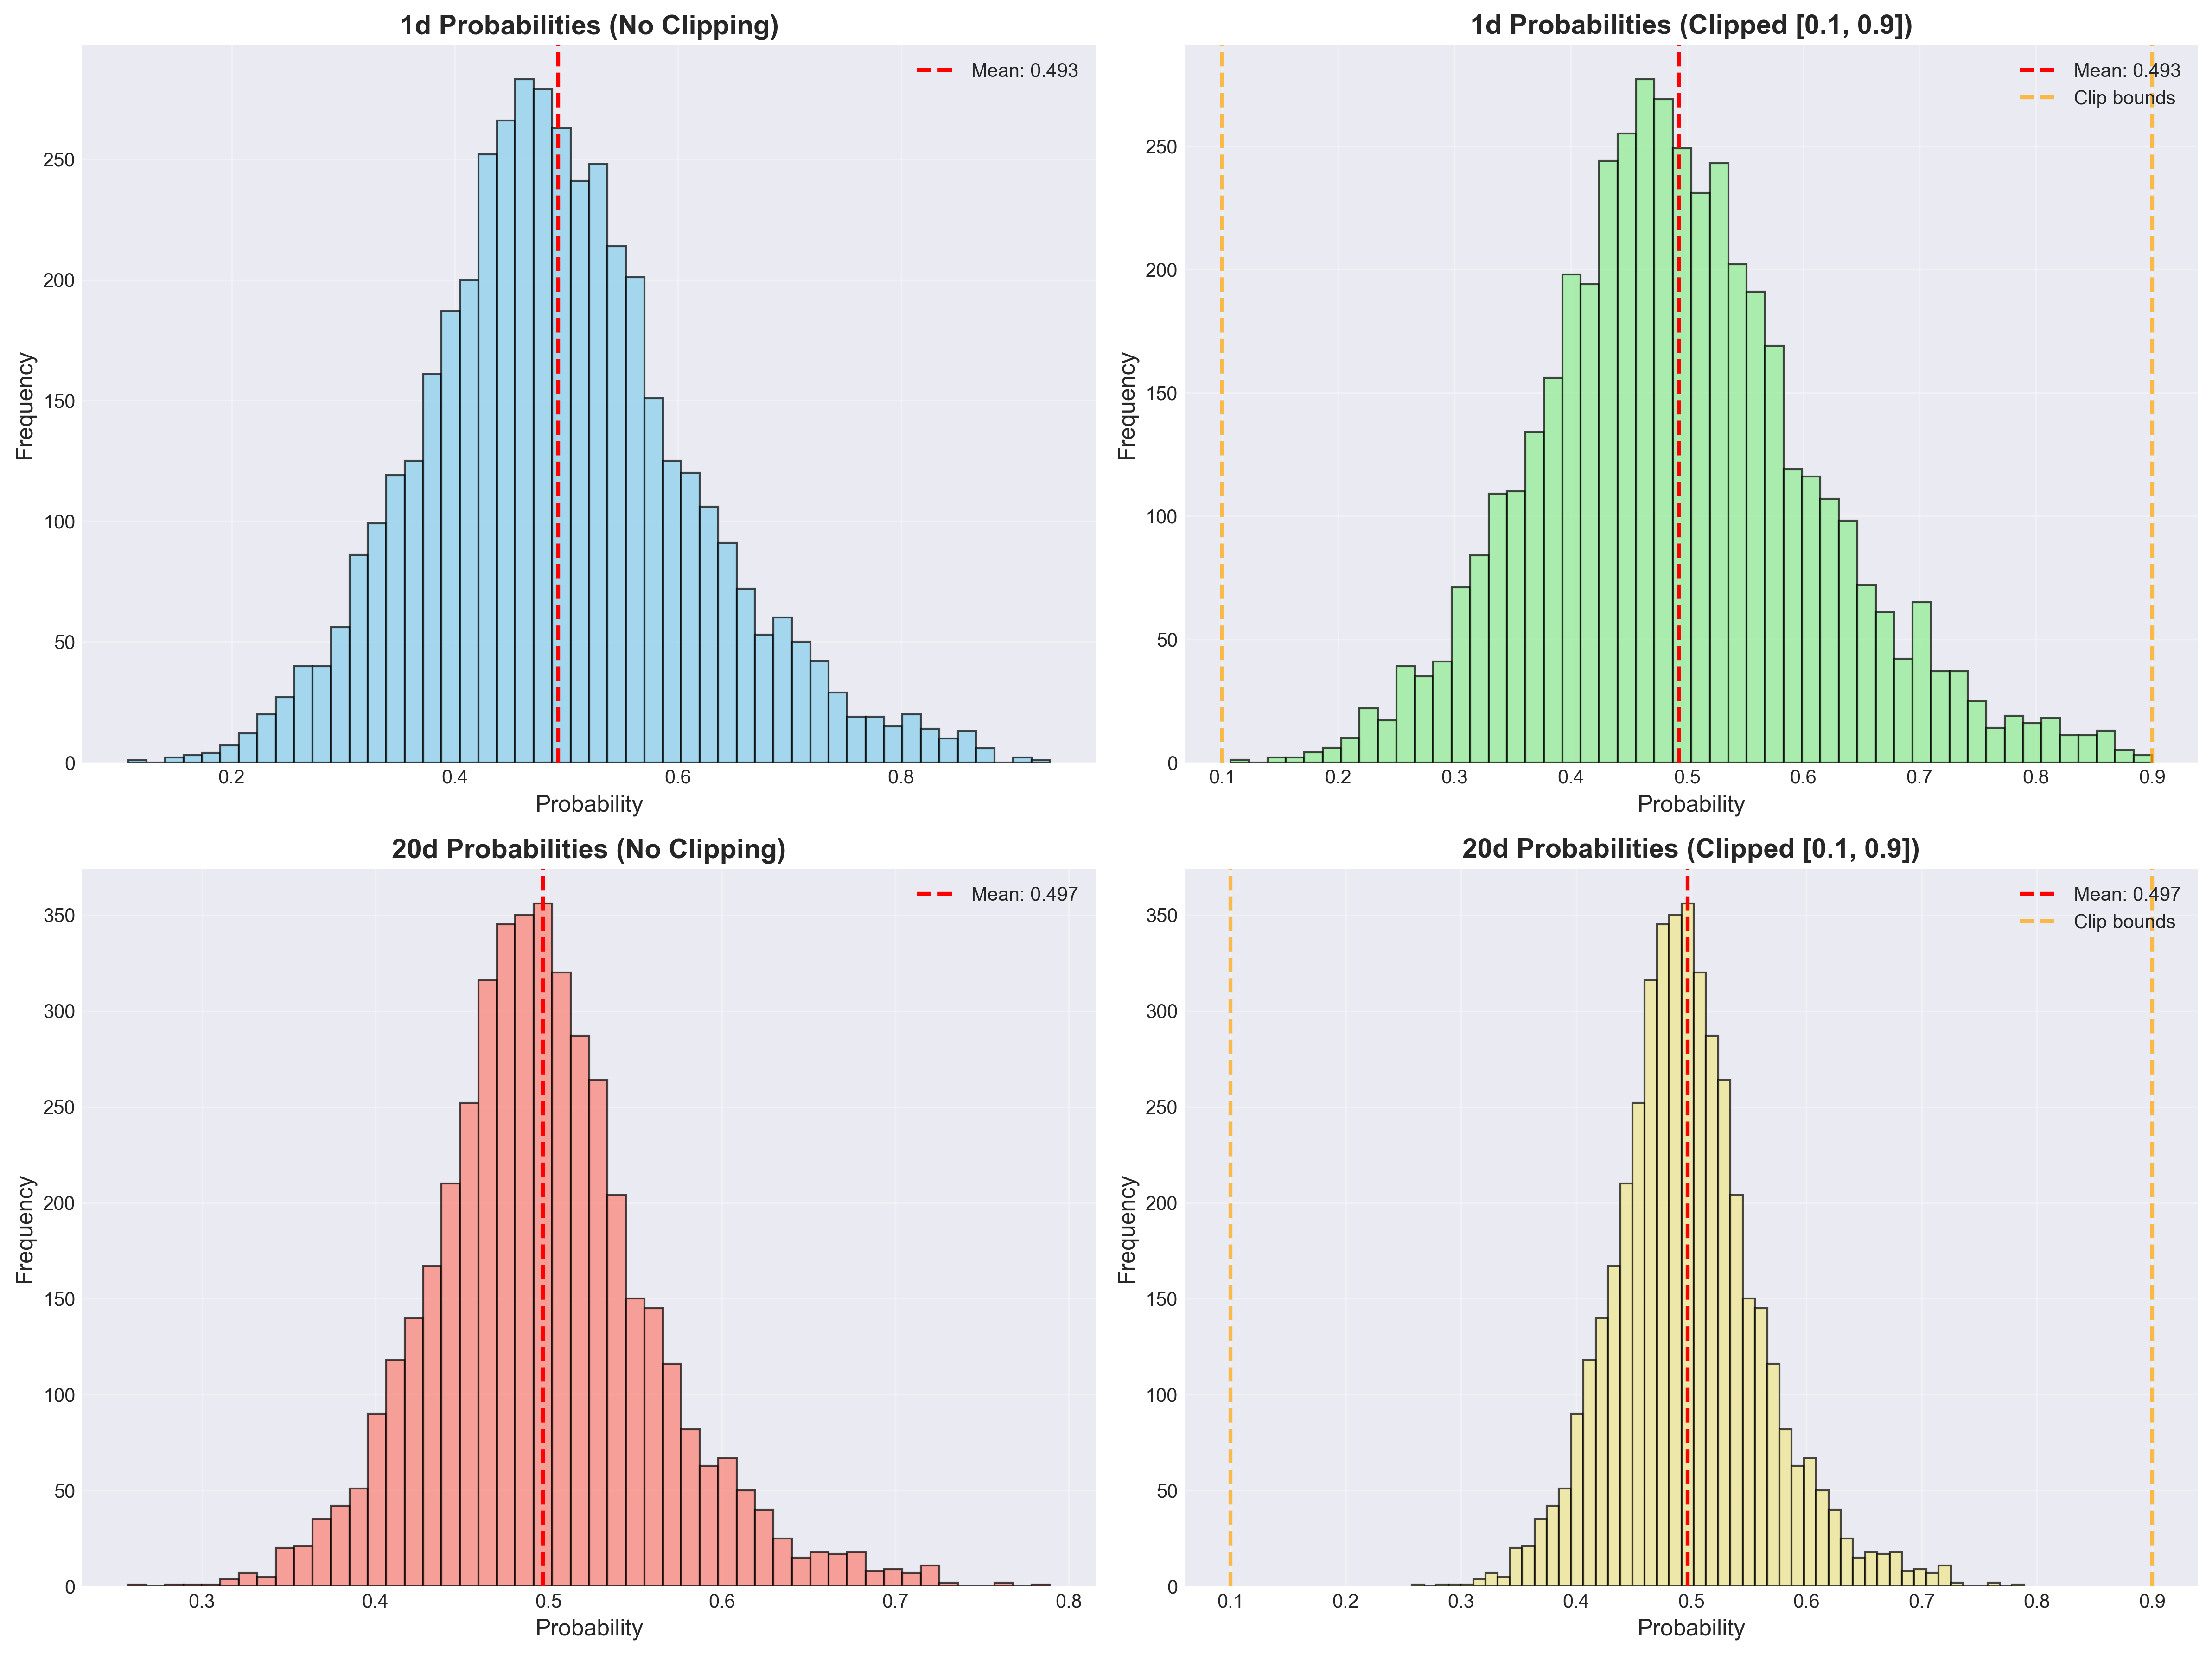 1d Probabilities (No Clipping)
Mean: 0.493
Frequency
250
200
150
100
50
0
0.2 0.4 0.6 0.8
Probability
1d Probabilities (Clipped [0.1, 0.9])
Mean: 0.493
Clip bounds
Frequency
250
200
150
100
50
0
0.1 0.2 0.3 0.4 0.5 0.6 0.7 0.8 0.9
Probability
20d Probabilities (No Clipping)
Mean: 0.497
Frequency
350
300
250
200
150
100
50
0
0.3 0.4 0.5 0.6 0.7 0.8
Probability
20d Probabilities (Clipped [0.1, 0.9])
Mean: 0.497
Clip bounds
Frequency
350
300
250
200
150
100
50
0
0.1 0.2 0.3 0.4 0.5 0.6 0.7 0.8 0.9
Probability